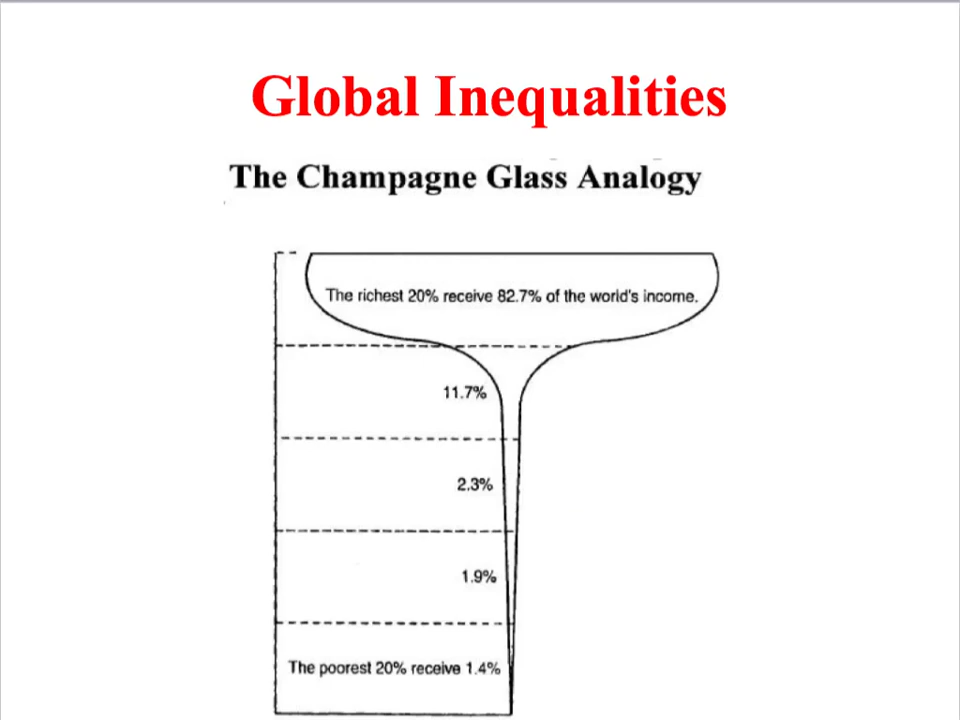 Global Inequalities
The Champagne Glass Analogy
The richest 20% receive 82.7% of the world's income.
11.7%
2.3%
1.9%
The poorest 20% receive 1.4%